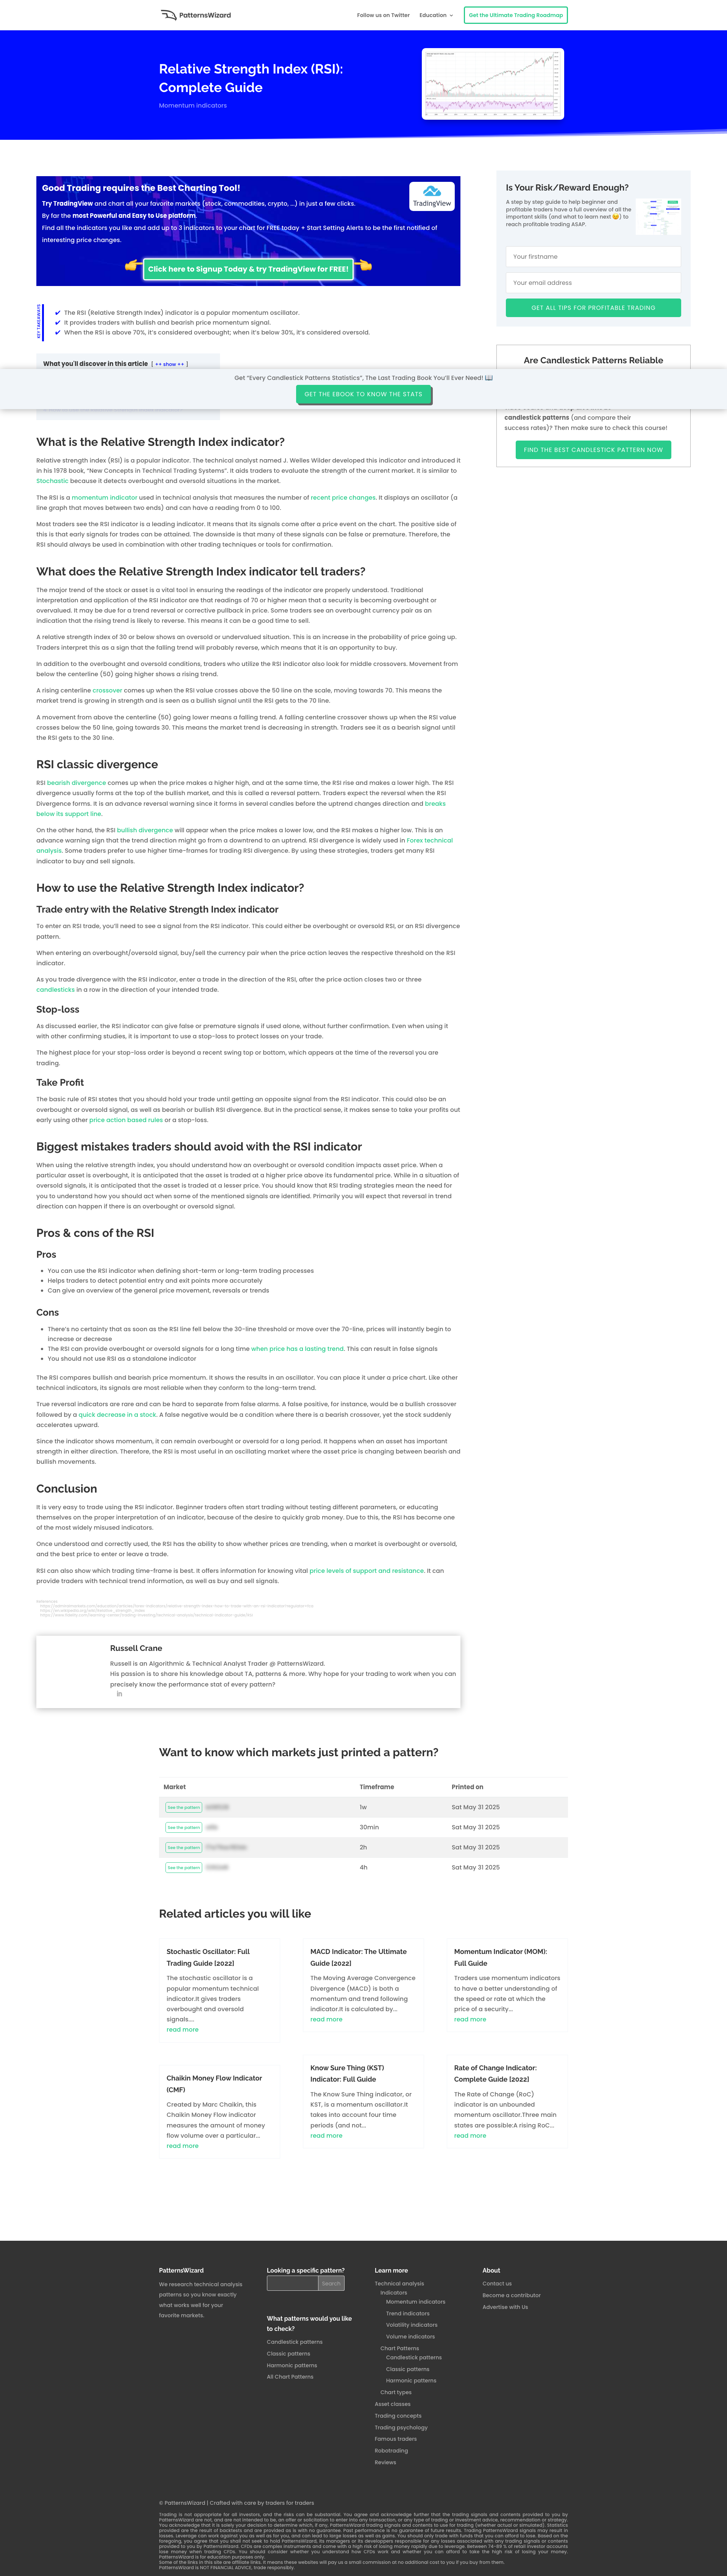 PatternsWizard
Follow us on Twitter
Education
Get the Ultimate Trading Roadmap
Relative Strength Index (RSI):
Complete Guide
Momentum indicators
Good Trading requires the Best Charting Tool!
Try TradingView and chart all your favorite markets (stock, commodities, crypto, ...) in just a few clicks.
By far the most Powerful and Easy to Use platform.
Find all the indicators you like and add up to 3 indicators to your chart for FREE today + Start Setting Alerts to be the first notified of
interesting price changes.
TradingView
👉 Click here to Signup Today & try TradingView for FREE! 👈
KEY TAKEAWAYS
✔ The RSI (Relative Strength Index) indicator is a popular momentum oscillator.
✔ It provides traders with bullish and bearish price momentum signal.
✔ When the RSI is above 70%, it's considered overbought; when it's below 30%, it's considered oversold.
What you'll discover in this article [ ++ show ++ ]
Is Your Risk/Reward Enough?
A step by step guide to help beginner and
profitable traders have a full overview of all the
important skills (and what to learn next 😉) to
reach profitable trading ASAP.
Your firstname
Your email address
GET ALL TIPS FOR PROFITABLE TRADING
Are Candlestick Patterns Reliable
Get "Every Candlestick Patterns Statistics", The Last Trading Book You'll Ever Need! 📖
GET THE EBOOK TO KNOW THE STATS
candlestick patterns (and compare their
success rates)? Then make sure to check this course!
FIND THE BEST CANDLESTICK PATTERN NOW
What is the Relative Strength Index indicator?
Relative strength index (RSI) is a popular indicator. The technical analyst named J. Welles Wilder developed this indicator and introduced it
in his 1978 book, "New Concepts in Technical Trading Systems". It aids traders to evaluate the strength of the current market. It is similar to
Stochastic because it detects overbought and oversold situations in the market.
The RSI is a momentum indicator used in technical analysis that measures the number of recent price changes. It displays an oscillator (a
line graph that moves between two ends) and can have a reading from 0 to 100.
Most traders see the RSI indicator is a leading indicator. It means that its signals come after a price event on the chart. The positive side of
this is that early signals for trades can be attained. The downside is that many of these signals can be false or premature. Therefore, the
RSI should always be used in combination with other trading techniques or tools for confirmation.
What does the Relative Strength Index indicator tell traders?
The major trend of the stock or asset is a vital tool in ensuring the readings of the indicator are properly understood. Traditional
interpretation and application of the RSI indicator are that readings of 70 or higher mean that a security is becoming overbought or
overvalued. It may be due for a trend reversal or corrective pullback in price. Some traders see an overbought currency pair as an
indication that the rising trend is likely to reverse. This means it can be a good time to sell.
A relative strength index of 30 or below shows an oversold or undervalued situation. This is an increase in the probability of price going up.
Traders interpret this as a sign that the falling trend will probably reverse, which means that it is an opportunity to buy.
In addition to the overbought and oversold conditions, traders who utilize the RSI indicator also look for middle crossovers. Movement from
below the centerline (50) going higher shows a rising trend.
A rising centerline crossover comes up when the RSI value crosses above the 50 line on the scale, moving towards 70. This means the
market trend is growing in strength and is seen as a bullish signal until the RSI gets to the 70 line.
A movement from above the centerline (50) going lower means a falling trend. A falling centerline crossover shows up when the RSI value
crosses below the 50 line, going towards 30. This means the market trend is decreasing in strength. Traders see it as a bearish signal until
the RSI gets to the 30 line.
RSI classic divergence
RSI bearish divergence comes up when the price makes a higher high, and at the same time, the RSI rise and makes a lower high. The RSI
divergence usually forms at the top of the bullish market, and this is called a reversal pattern. Traders expect the reversal when the RSI
Divergence forms. It is an advance reversal warning since it forms in several candles before the uptrend changes direction and breaks
below its support line.
On the other hand, the RSI bullish divergence will appear when the price makes a lower low, and the RSI makes a higher low. This is an
advance warning sign that the trend direction might go from a downtrend to an uptrend. RSI divergence is widely used in Forex technical
analysis. Some traders prefer to use higher time-frames for trading RSI divergence. By using these strategies, traders get many RSI
indicator to buy and sell signals.
How to use the Relative Strength Index indicator?
Trade entry with the Relative Strength Index indicator
To enter an RSI trade, you'll need to see a signal from the RSI indicator. This could either be overbought or oversold RSI, or an RSI divergence
pattern.
When entering an overbought/oversold signal, buy/sell the currency pair when the price action leaves the respective threshold on the RSI
indicator.
As you trade divergence with the RSI indicator, enter a trade in the direction of the RSI, after the price action closes two or three
candlesticks in a row in the direction of your intended trade.
Stop-loss
As discussed earlier, the RSI indicator can give false or premature signals if used alone, without further confirmation. Even when using it
with other confirming studies, it is important to use a stop-loss to protect losses on your trade.
The highest place for your stop-loss order is beyond a recent swing top or bottom, which appears at the time of the reversal you are
trading.
Take Profit
The basic rule of RSI states that you should hold your trade until getting an opposite signal from the RSI indicator. This could also be an
overbought or oversold signal, as well as bearish or bullish RSI divergence. But in the practical sense, it makes sense to take your profits out
early using other price action based rules or a stop-loss.
Biggest mistakes traders should avoid with the RSI indicator
When using the relative strength index, you should understand how an overbought or oversold condition impacts asset price. When a
particular asset is overbought, it is anticipated that the asset is traded at a higher price above its fundamental price. While in a situation of
oversold signals, it is anticipated that the asset is traded at a lesser price. You should know that RSI trading strategies mean the need for
you to understand how you should act when some of the mentioned signals are identified. Primarily you will expect that reversal in trend
direction can happen if there is an overbought or oversold signal.
Pros & cons of the RSI
Pros
• You can use the RSI indicator when defining short-term or long-term trading processes
• Helps traders to detect potential entry and exit points more accurately
• Can give an overview of the general price movement, reversals or trends
Cons
• There's no certainty that as soon as the RSI line fell below the 30-line threshold or move over the 70-line, prices will instantly begin to
increase or decrease
• The RSI can provide overbought or oversold signals for a long time when price has a lasting trend. This can result in false signals
• You should not use RSI as a standalone indicator
The RSI compares bullish and bearish price momentum. It shows the results in an oscillator. You can place it under a price chart. Like other
technical indicators, its signals are most reliable when they conform to the long-term trend.
True reversal indicators are rare and can be hard to separate from false alarms. A false positive, for instance, would be a bullish crossover
followed by a quick decrease in a stock. A false negative would be a condition where there is a bearish crossover, yet the stock suddenly
accelerates upward.
Since the indicator shows momentum, it can remain overbought or oversold for a long period. It happens when an asset has important
strength in either direction. Therefore, the RSI is most useful in an oscillating market where the asset price is changing between bearish and
bullish movements.
Conclusion
It is very easy to trade using the RSI indicator. Beginner traders often start trading without testing different parameters, or educating
themselves on the proper interpretation of an indicator, because of the desire to quickly grab money. Due to this, the RSI has become one
of the most widely misused indicators.
Once understood and correctly used, the RSI has the ability to show whether prices are trending, when a market is overbought or oversold,
and the best price to enter or leave a trade.
RSI can also show which trading time-frame is best. It offers information for knowing vital price levels of support and resistance. It can
provide traders with technical trend information, as well as buy and sell signals.
References:
Russell Crane
Russell is an Algorithmic & Technical Analyst Trader @ PatternsWizard.
His passion is to share his knowledge about TA, patterns & more. Why hope for your trading to work when you can
precisely know the performance stat of every pattern?
in
Want to know which markets just printed a pattern?
Market Timeframe Printed on
See the pattern 1w Sat May 31 2025
See the pattern 30min Sat May 31 2025
See the pattern 2h Sat May 31 2025
See the pattern 4h Sat May 31 2025
Related articles you will like
Stochastic Oscillator: Full
Trading Guide [2022]
The stochastic oscillator is a
popular momentum technical
indicator.It gives traders
overbought and oversold
signals....
read more
MACD Indicator: The Ultimate
Guide [2022]
The Moving Average Convergence
Divergence (MACD) is both a
momentum and trend following
indicator.It is calculated by...
read more
Momentum Indicator (MOM):
Full Guide
Traders use momentum indicators
to have a better understanding of
the speed or rate at which the
price of a security...
read more
Chaikin Money Flow Indicator
(CMF)
Created by Marc Chaikin, this
Chaikin Money Flow indicator
measures the amount of money
flow volume over a particular...
read more
Know Sure Thing (KST)
Indicator: Full Guide
The Know Sure Thing indicator, or
KST, is a momentum oscillator.It
takes into account four time
periods (and not...
read more
Rate of Change Indicator:
Complete Guide [2022]
The Rate of Change (RoC)
indicator is an unbounded
momentum oscillator.Three main
states are possible:A rising RoC...
read more
PatternsWizard
We research technical analysis
patterns so you know exactly
what works well for your
favorite markets.
Looking a specific pattern?
Search
What patterns would you like
to check?
Candlestick patterns
Classic patterns
Harmonic patterns
All Chart Patterns
Learn more
Technical analysis
Indicators
Momentum indicators
Trend indicators
Volatility indicators
Volume indicators
Chart Patterns
Candlestick patterns
Classic patterns
Harmonic patterns
Chart types
Asset classes
Trading concepts
Trading psychology
Famous traders
Robotrading
Reviews
About
Contact us
Become a contributor
Advertise with Us
© PatternsWizard | Crafted with care by traders for traders
Some of the links in this site are affiliate links. It means these websites will pay us a small commission at no additional cost to you if you buy from them.
PatternsWizard is NOT FINANCIAL ADVICE, trade responsibly.